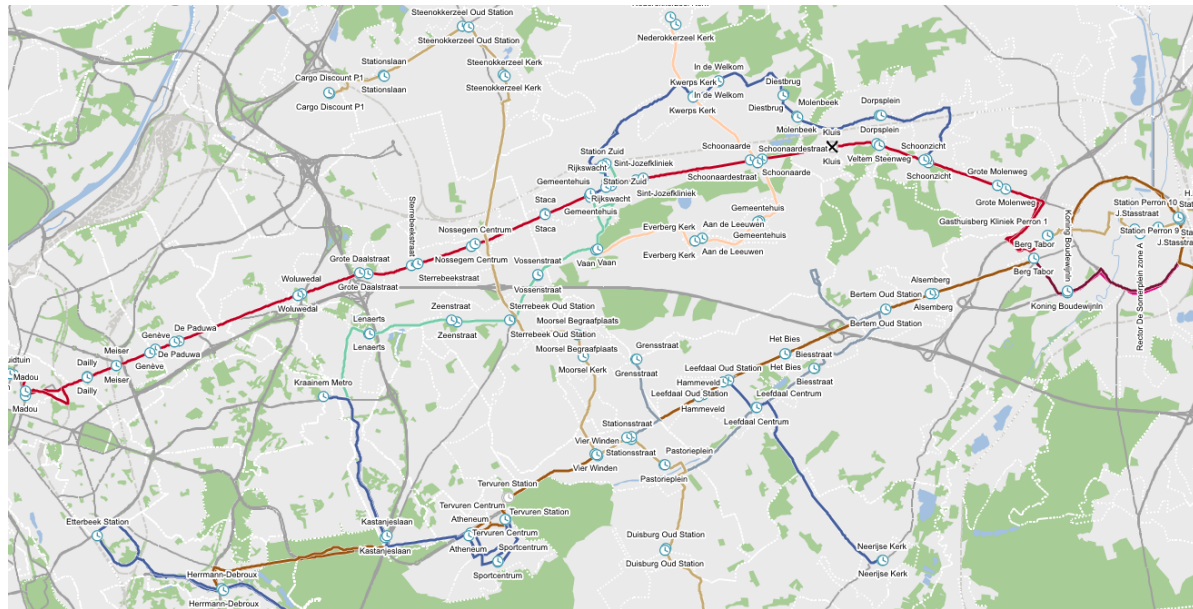 Nederokkerzeel Kerk
Steenokkerzeel Oud Station
Steenokkerzeel Oud Station
Stationslaan
Stationslaan
Steenokkerzeel Kerk
Steenokkerzeel Kerk
Cargo Discount P1
Cargo Discount P1
In de Welkom
In de Welkom
Kwerps Kerk
Kwerps Kerk
Diestbrug
Diestbrug
Molenbeek
Molenbeek
Dorpsplein
Dorpsplein
Kluis
Kluis
Schoonaarde
Schoonaarde
Schoonaardestraat
Schoonaardestraat
Veltem Steenweg
Schoonzicht
Schoonzicht
Station Zuid
Station Zuid
Sint-Jozefkliniek
Sint-Jozefkliniek
Rijkswacht
Rijkswacht
Gemeentehuis
Gemeentehuis
Grote Molenweg
Grote Molenweg
Staca
Staca
Sterrebeekstraat
Sterrebeekstraat
Nossegem Centrum
Nossegem Centrum
Gemeentehuis
Gemeentehuis
Aan de Leeuwen
Aan de Leeuwen
Everberg Kerk
Everberg Kerk
Vaan Vaan
Gasthuisberg Kliniek Perron 1
Koning Boudewijnln
Koning Boudewijnln
Station Perron 10
J.Stasstraat
Station Perron 9
J.Stasstraat
Station
H.
Rector De Somerplein zone A
Berg Tabor
Berg Tabor
Woluwedal
Woluwedal
Grote Daalstraat
Grote Daalstraat
Vossenstraat
Vossenstraat
Alsemberg
Alsemberg
Bertem Oud Station
Bertem Oud Station
Zeenstraat
Zeenstraat
Sterrebeek Oud Station
Sterrebeek Oud Station
Lenaerts
Lenaerts
Moorsel Begraafplaats
Moorsel Begraafplaats
Moorsel Kerk
Grensstraat
Grensstraat
Het Bies
Het Bies
Biesstraat
Biesstraat
De Paduwa
De Paduwa
Genève
Genève
Meiser
Meiser
Dailly
Dailly
Madou
Madou
Kraainem Metro
Leefdaal Oud Station
Leefdaal Oud Station
Hammeveld
Hammeveld
Leefdaal Centrum
Leefdaal Centrum
Stationsstraat
Stationsstraat
Vier Winden
Vier Winden
Pastorieplein
Pastorieplein
Tervuren Station
Tervuren Station
Tervuren Centrum
Tervuren Centrum
Atheneum
Atheneum
Sportcentrum
Sportcentrum
Etterbeek Station
Kastanjeslaan
Kastanjeslaan
Herrmann-Debroux
Herrmann-Debroux
Duisburg Oud Station
Duisburg Oud Station
Neerijse Kerk
Neerijse Kerk